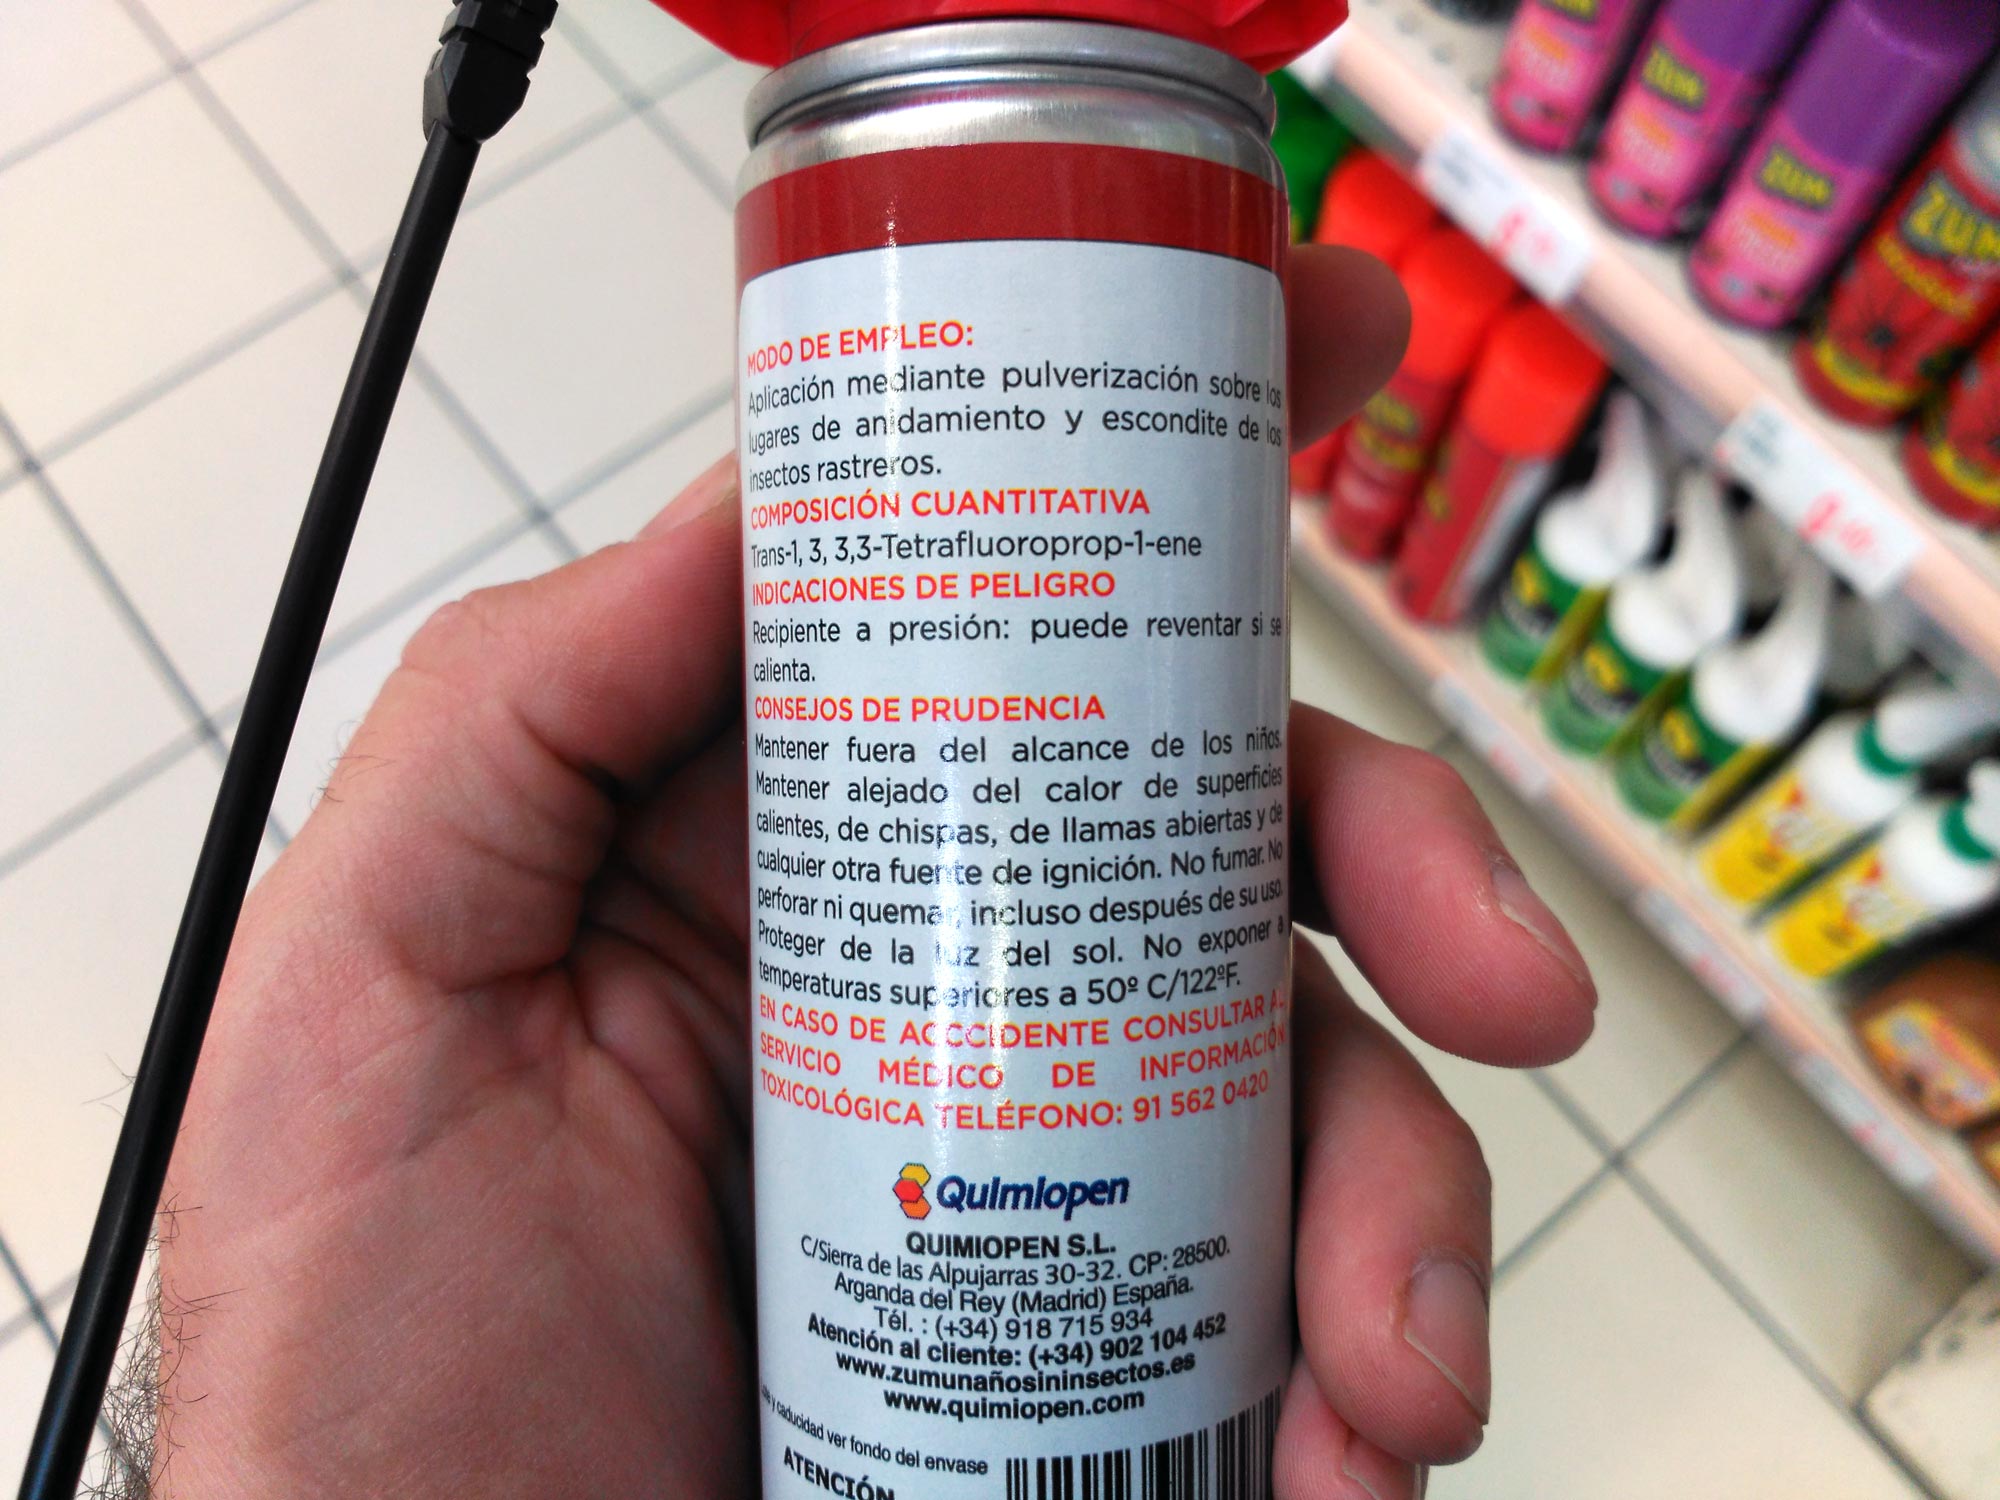 MODO DE EMPLEO:
Aplicación mediante pulverización sobre los
lugares de anidamiento y escondite de los
insectos rastreros.
COMPOSICIÓN CUANTITATIVA
Trans-1, 3, 3,3-Tetrafluoroprop-1-ene
INDICACIONES DE PELIGRO
Recipiente a presión: puede reventar si se
calienta.
CONSEJOS DE PRUDENCIA
Mantener fuera del alcance de los niños.
Mantener alejado del calor de superficies
calientes, de chispas, de llamas abiertas y de
cualquier otra fuente de ignición. No fumar. No
perforar ni quemar, incluso después de su uso.
Proteger de la luz del sol. No exponer a
temperaturas superiores a 50º C/122ºF.
EN CASO DE ACCCIDENTE CONSULTAR AL
SERVICIO MÉDICO DE INFORMACIÓN
TOXICOLÓGICA TELÉFONO: 91 562 0420
Quimiopen
QUIMIOPEN S.L.
C/Sierra de las Alpujarras 30-32. CP: 28500.
Arganda del Rey (Madrid) España.
Tél. : (+34) 918 715 934
Atención al cliente: (+34) 902 104 452
www.zumunañosininsectos.es
www.quimiopen.com
y caducidad ver fondo del envase
ATENCIÓN
ZUM
ZUM
ZUM